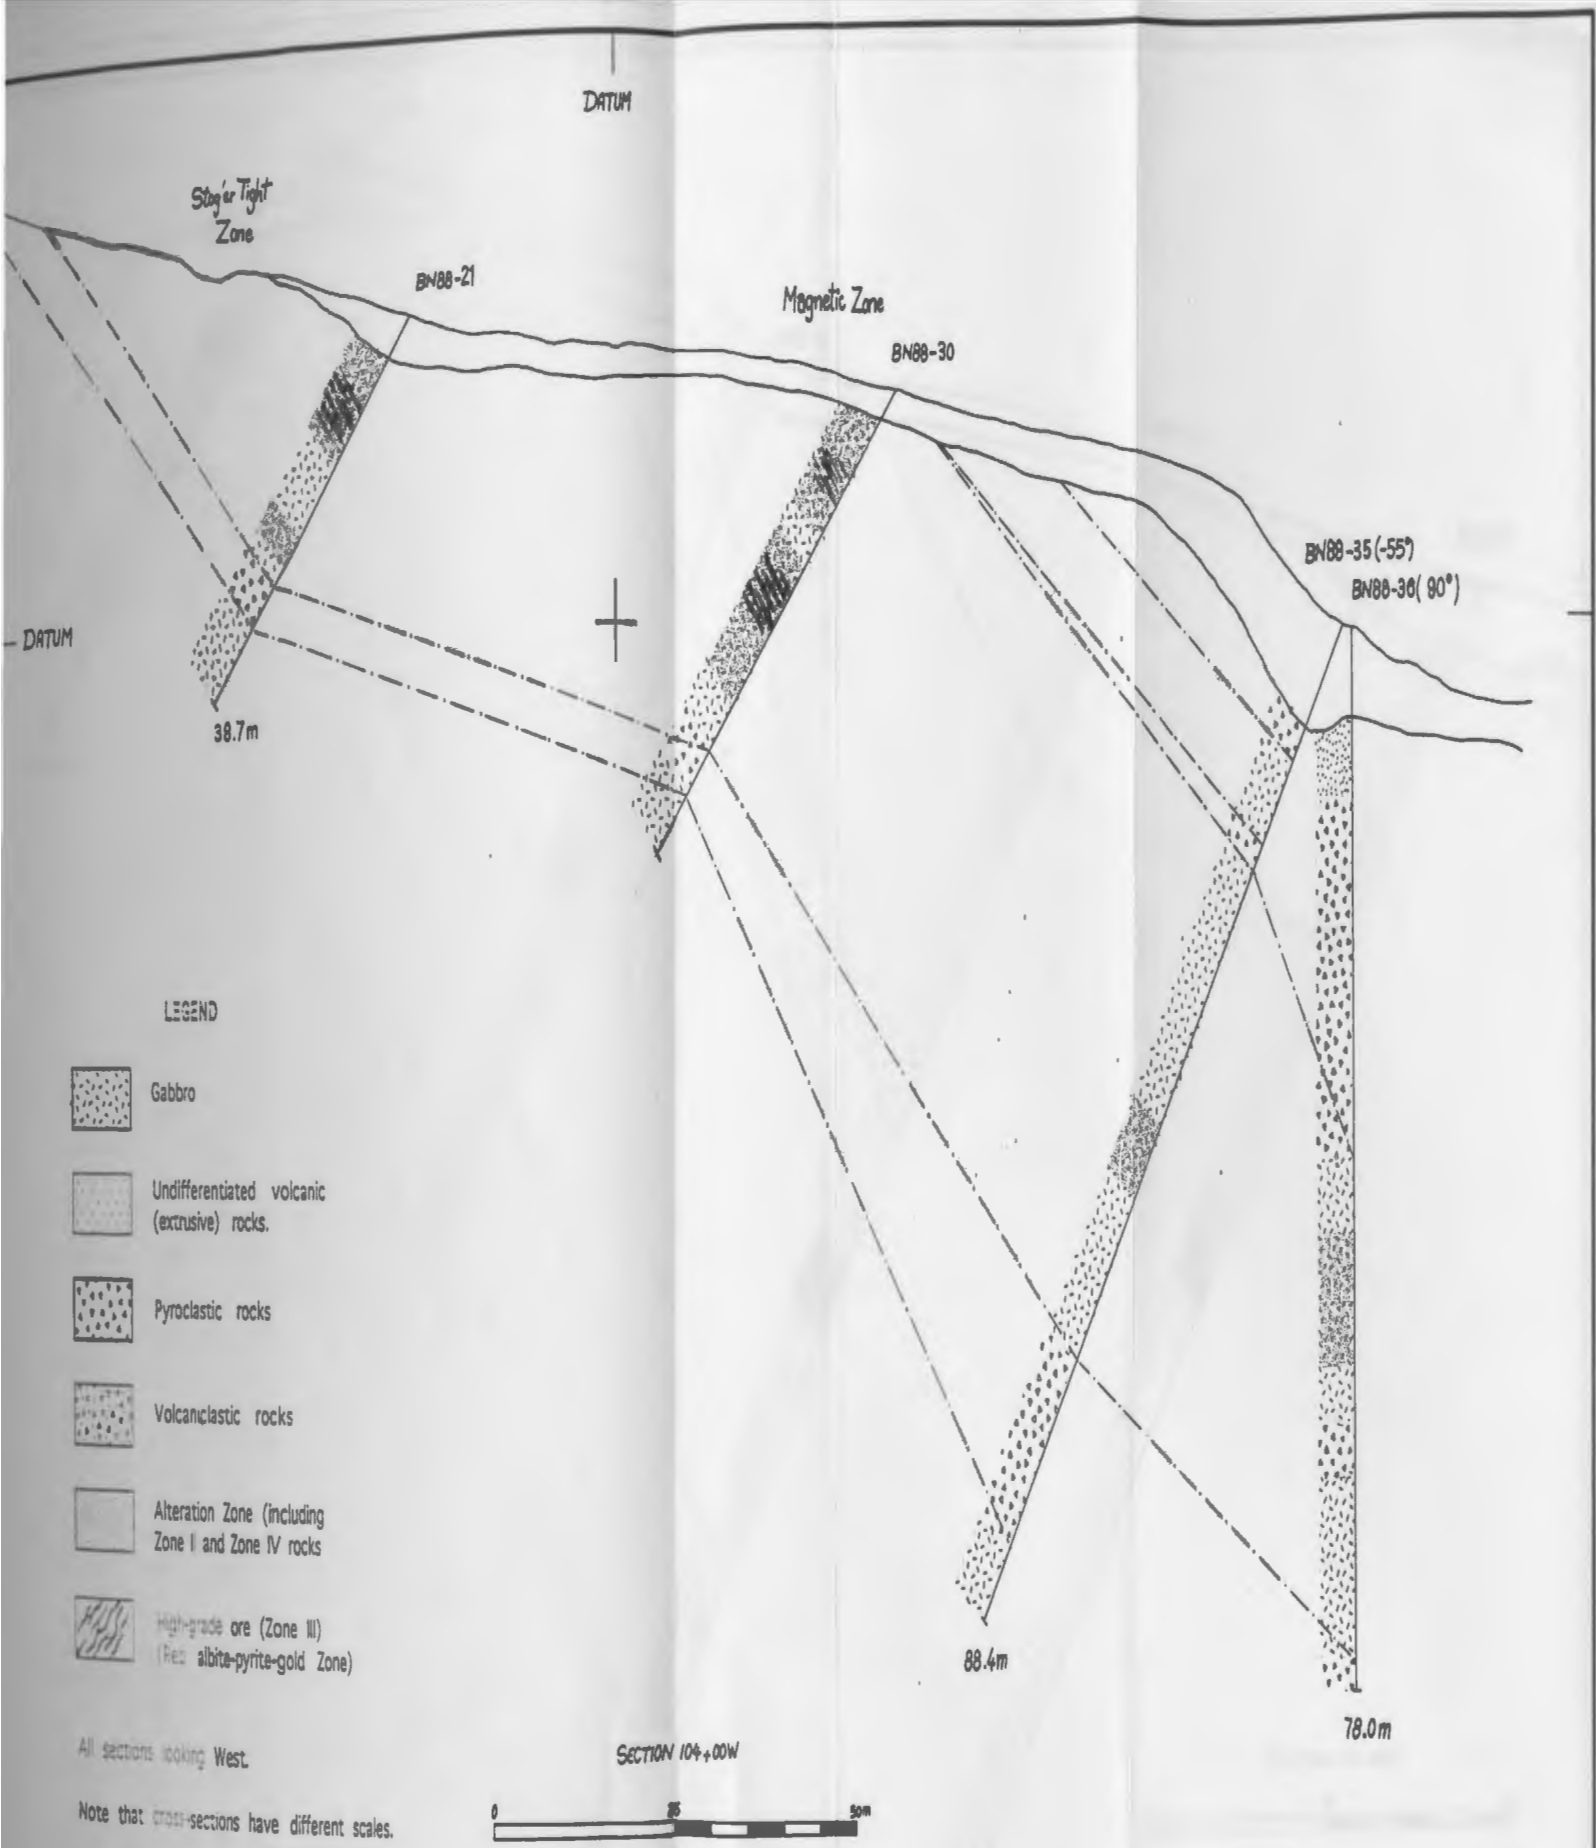 DATUM
Stog'er Tight
Zone
BN88-21
Magnetic Zone
BN88-30
BN88-35 (-55°)
BN88-36 ( 90°)
DATUM
38.7m
LEGEND
Gabbro
Undifferentiated volcanic
(extrusive) rocks.
Pyroclastic rocks
Volcaniclastic rocks
Alteration Zone (including
Zone II and Zone IV rocks
High-grade ore (Zone III)
(Red albite-pyrite-gold Zone)
88.4m
78.0m
All sections looking West.
SECTION 104+00W
Note that cross-sections have different scales.
0 25 50m